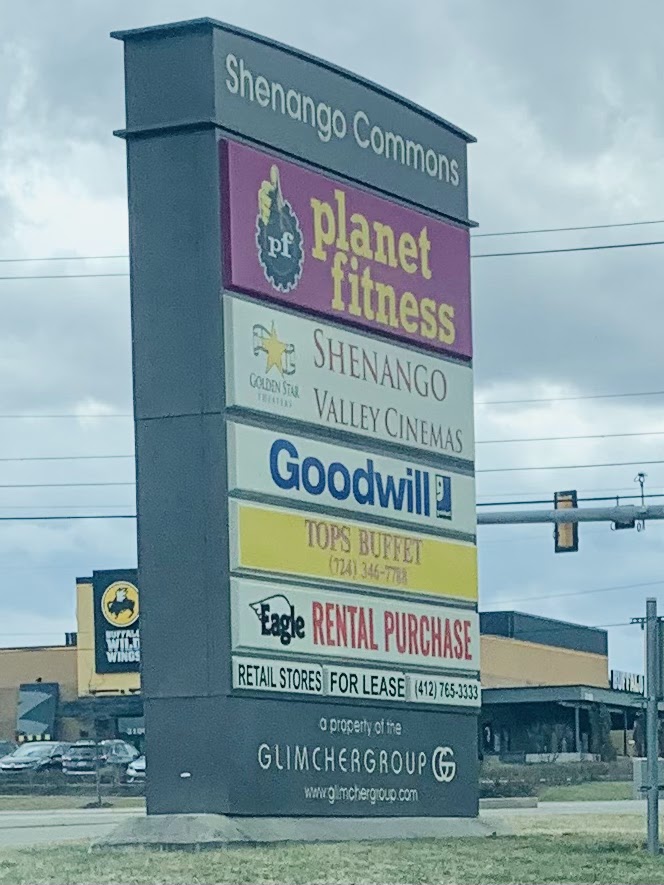 Shenango Commons
pf
planet
fitness
GOLDEN STAR
THEATERS
SHENANGO
VALLEY CINEMAS
Goodwill
TOPS BUFFET
(724) 346-7788
Eagle RENTAL PURCHASE
RETAIL STORES FOR LEASE (412) 765-3333
a property of the
GLIMCHERGROUP GG
www.glimchergroup.com
BUFFALO
WILD
WINGS